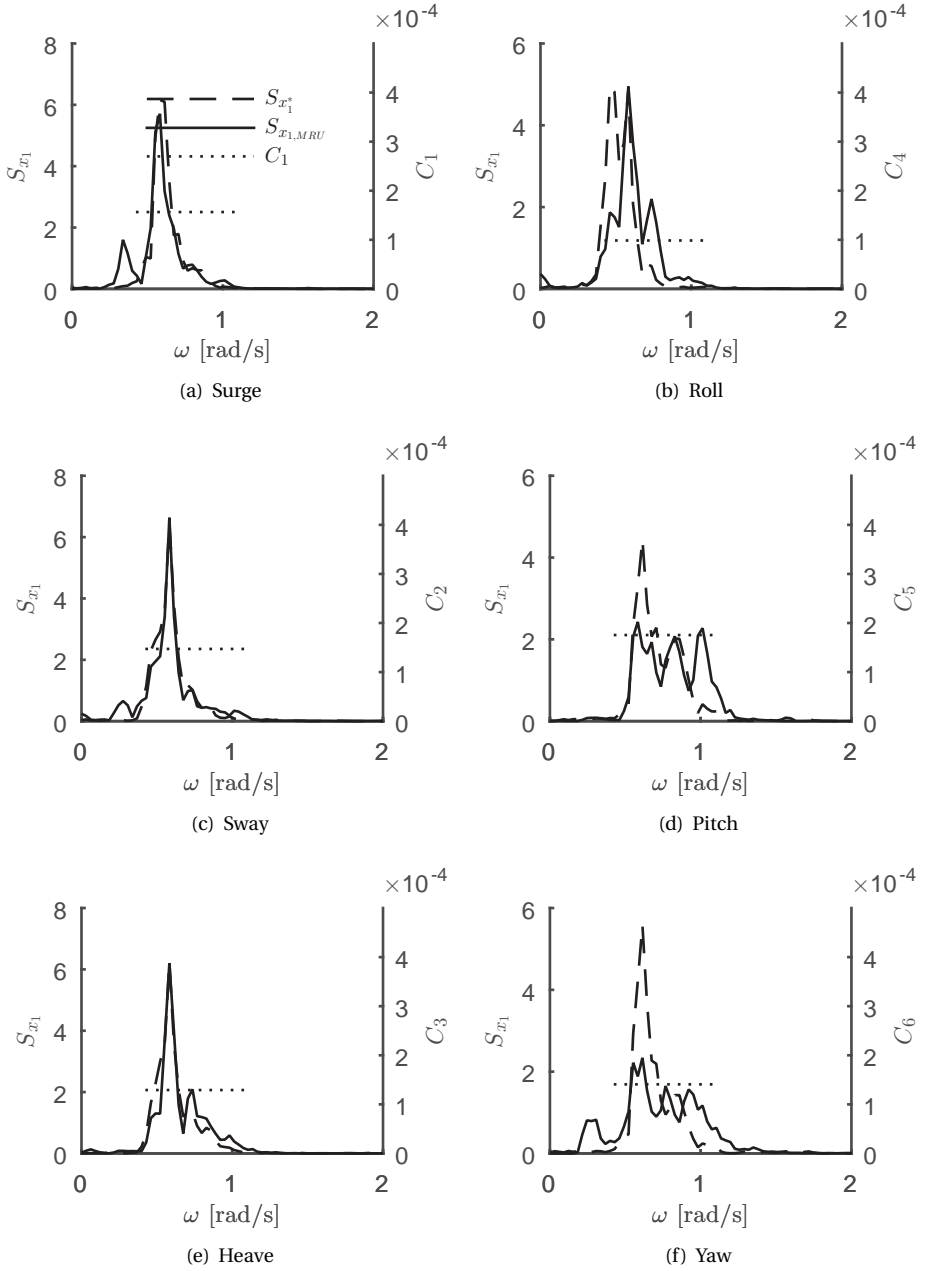 ×10⁻⁴ ×10⁻⁴
8 6
6 4 4
4 3 2 3
2 2 2
1 1
0 0 0 0
S_{x_1} C_1 S_{x_1} C_4
S_{x_1^*}
S_{x_{1,MRU}}
C_1
0 1 2 0 1 2
ω [rad/s] ω [rad/s]
(a) Surge (b) Roll
×10⁻⁴ ×10⁻⁴
8 6
6 4 4 4
4 3 3
2 2 2 2
1 1
0 0 0 0
S_{x_1} C_2 S_{x_1} C_5
0 1 2 0 1 2
ω [rad/s] ω [rad/s]
(c) Sway (d) Pitch
×10⁻⁴ ×10⁻⁴
8 6
6 4 4 4
4 3 3
2 2 2 2
1 1
0 0 0 0
S_{x_1} C_3 S_{x_1} C_6
0 1 2 0 1 2
ω [rad/s] ω [rad/s]
(e) Heave (f) Yaw